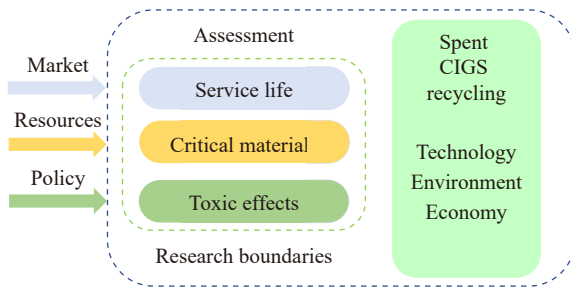 Market
Resources
Policy
Assessment
Service life
Critical material
Toxic effects
Research boundaries
Spent
CIGS
recycling
Technology
Environment
Economy